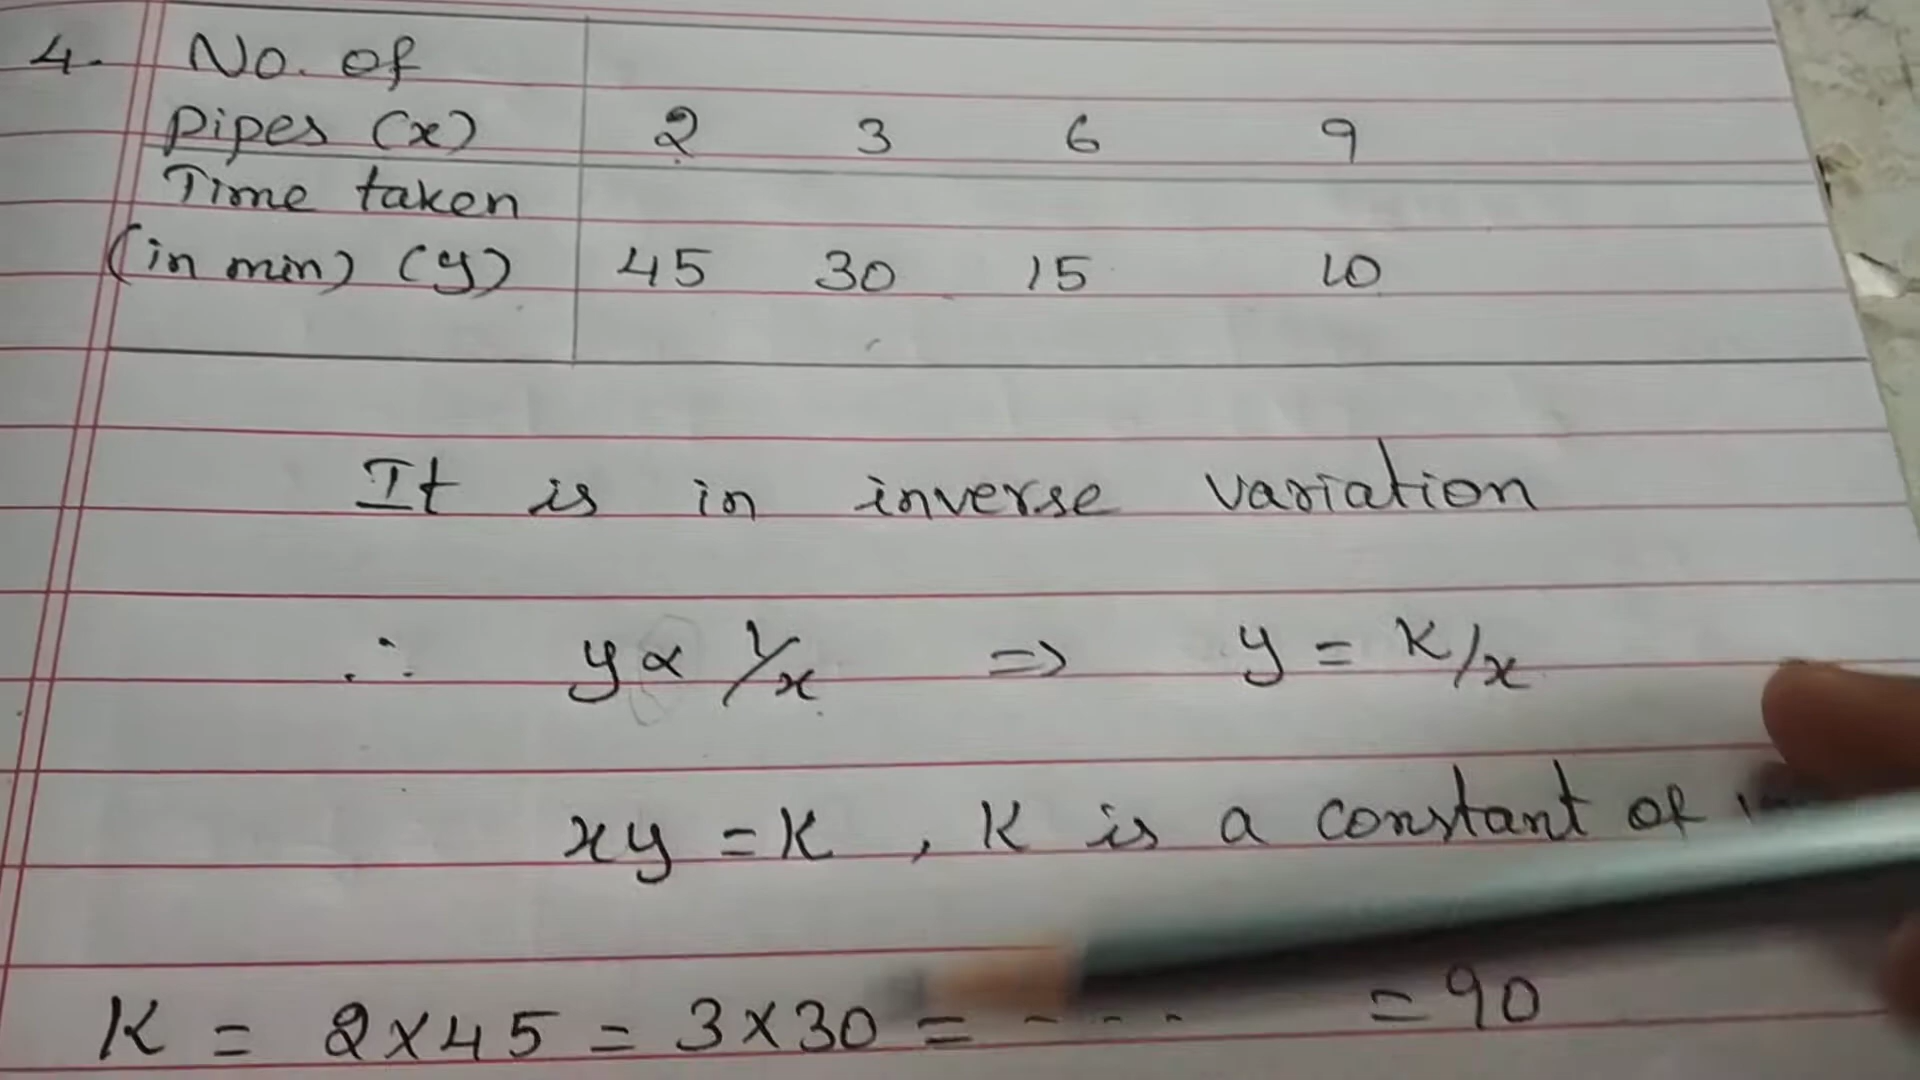 4. No. of
pipes (x) 2 3 6 9
Time taken
(in min) (y) 45 30 15 10
It is in inverse variation
∴ y ∝ 1/x => y = K/x
xy = K, K is a constant of
K = 2×45 = 3×30 = - - - - = 90